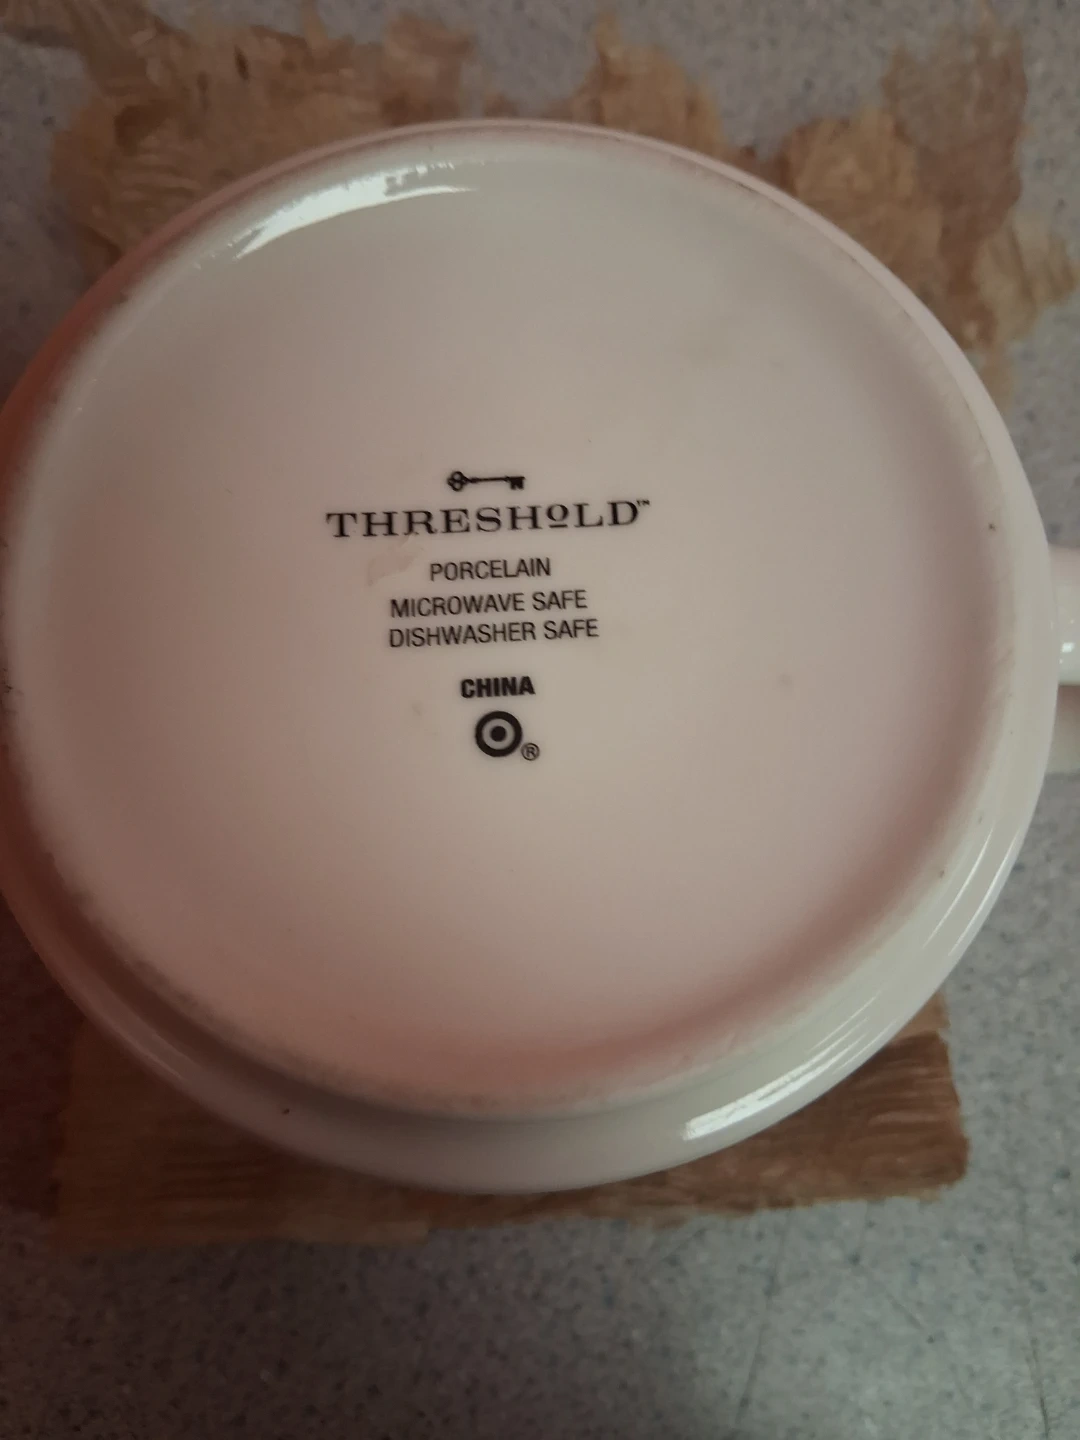 THRESHOLD™
PORCELAIN
MICROWAVE SAFE
DISHWASHER SAFE
CHINA
®